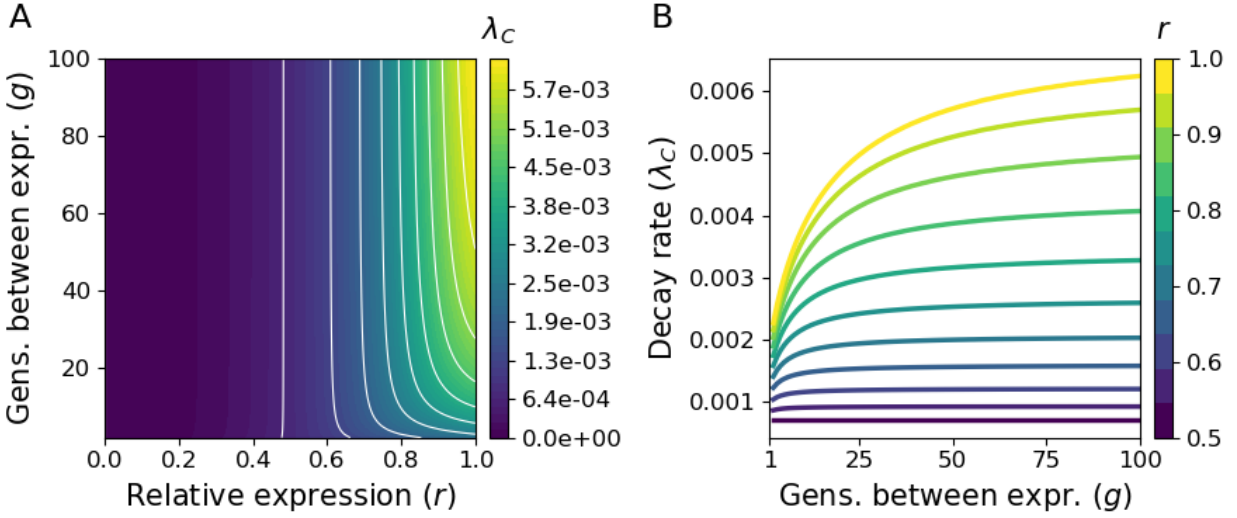 A
λC
Gens. between expr. (g)
100
80
60
40
20
0.0
0.2
0.4
0.6
0.8
1.0
Relative expression (r)
5.7e-03
5.1e-03
4.5e-03
3.8e-03
3.2e-03
2.5e-03
1.9e-03
1.3e-03
6.4e-04
0.0e+00
B
r
Decay rate (λC)
0.006
0.005
0.004
0.003
0.002
0.001
1
25
50
75
100
Gens. between expr. (g)
1.0
0.9
0.8
0.7
0.6
0.5